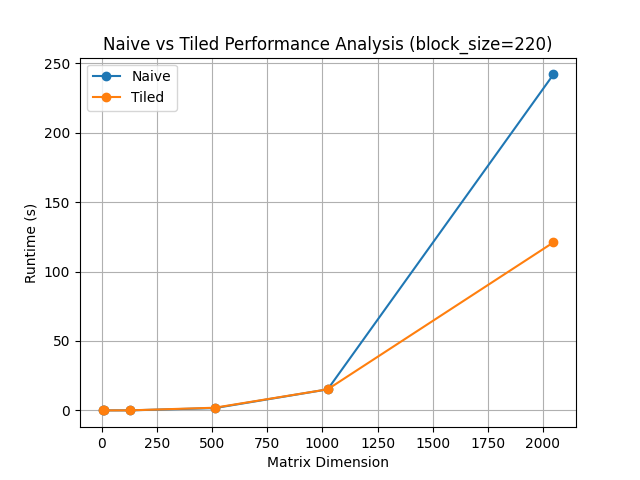 Naive vs Tiled Performance Analysis (block_size=220)
Naive
Tiled
250
200
150
100
50
0
Runtime (s)
0 250 500 750 1000 1250 1500 1750 2000
Matrix Dimension